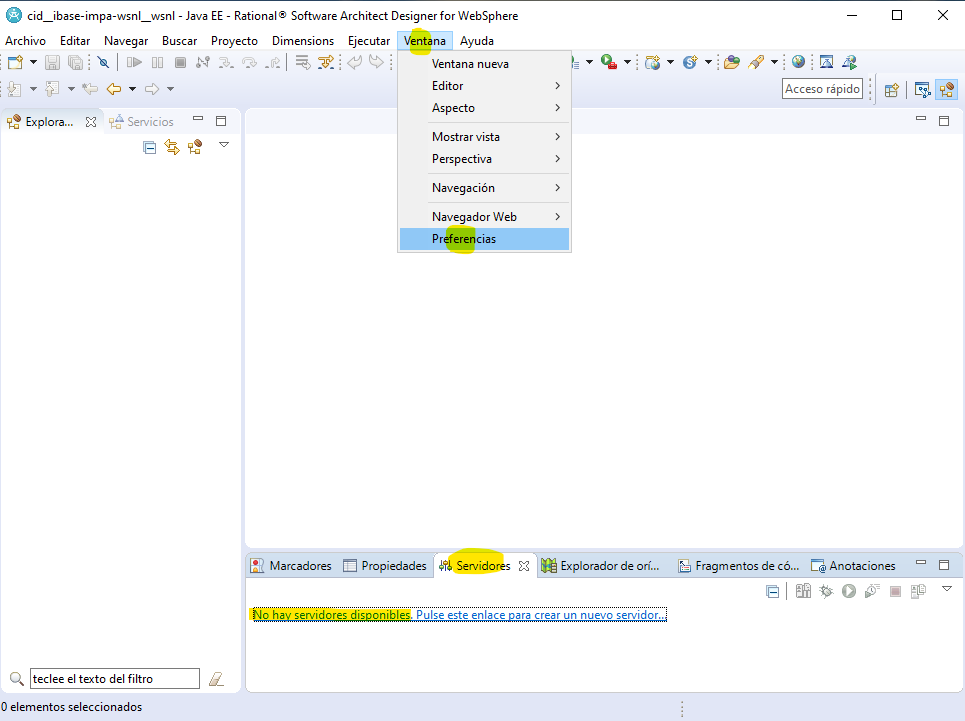 cid__ibase-impa-wsnl__wsnl - Java EE - Rational® Software Architect Designer for WebSphere
Archivo Editar Navegar Buscar Proyecto Dimensions Ejecutar Ventana Ayuda
Ventana nueva
Editor
Aspecto
Mostrar vista
Perspectiva
Navegación
Navegador Web
Preferencias
Acceso rápido
Explora... Servicios
Marcadores Propiedades Servidores Explorador de orí... Fragmentos de có... Anotaciones
No hay servidores disponibles. Pulse este enlace para crear un nuevo servidor...
teclee el texto del filtro
0 elementos seleccionados